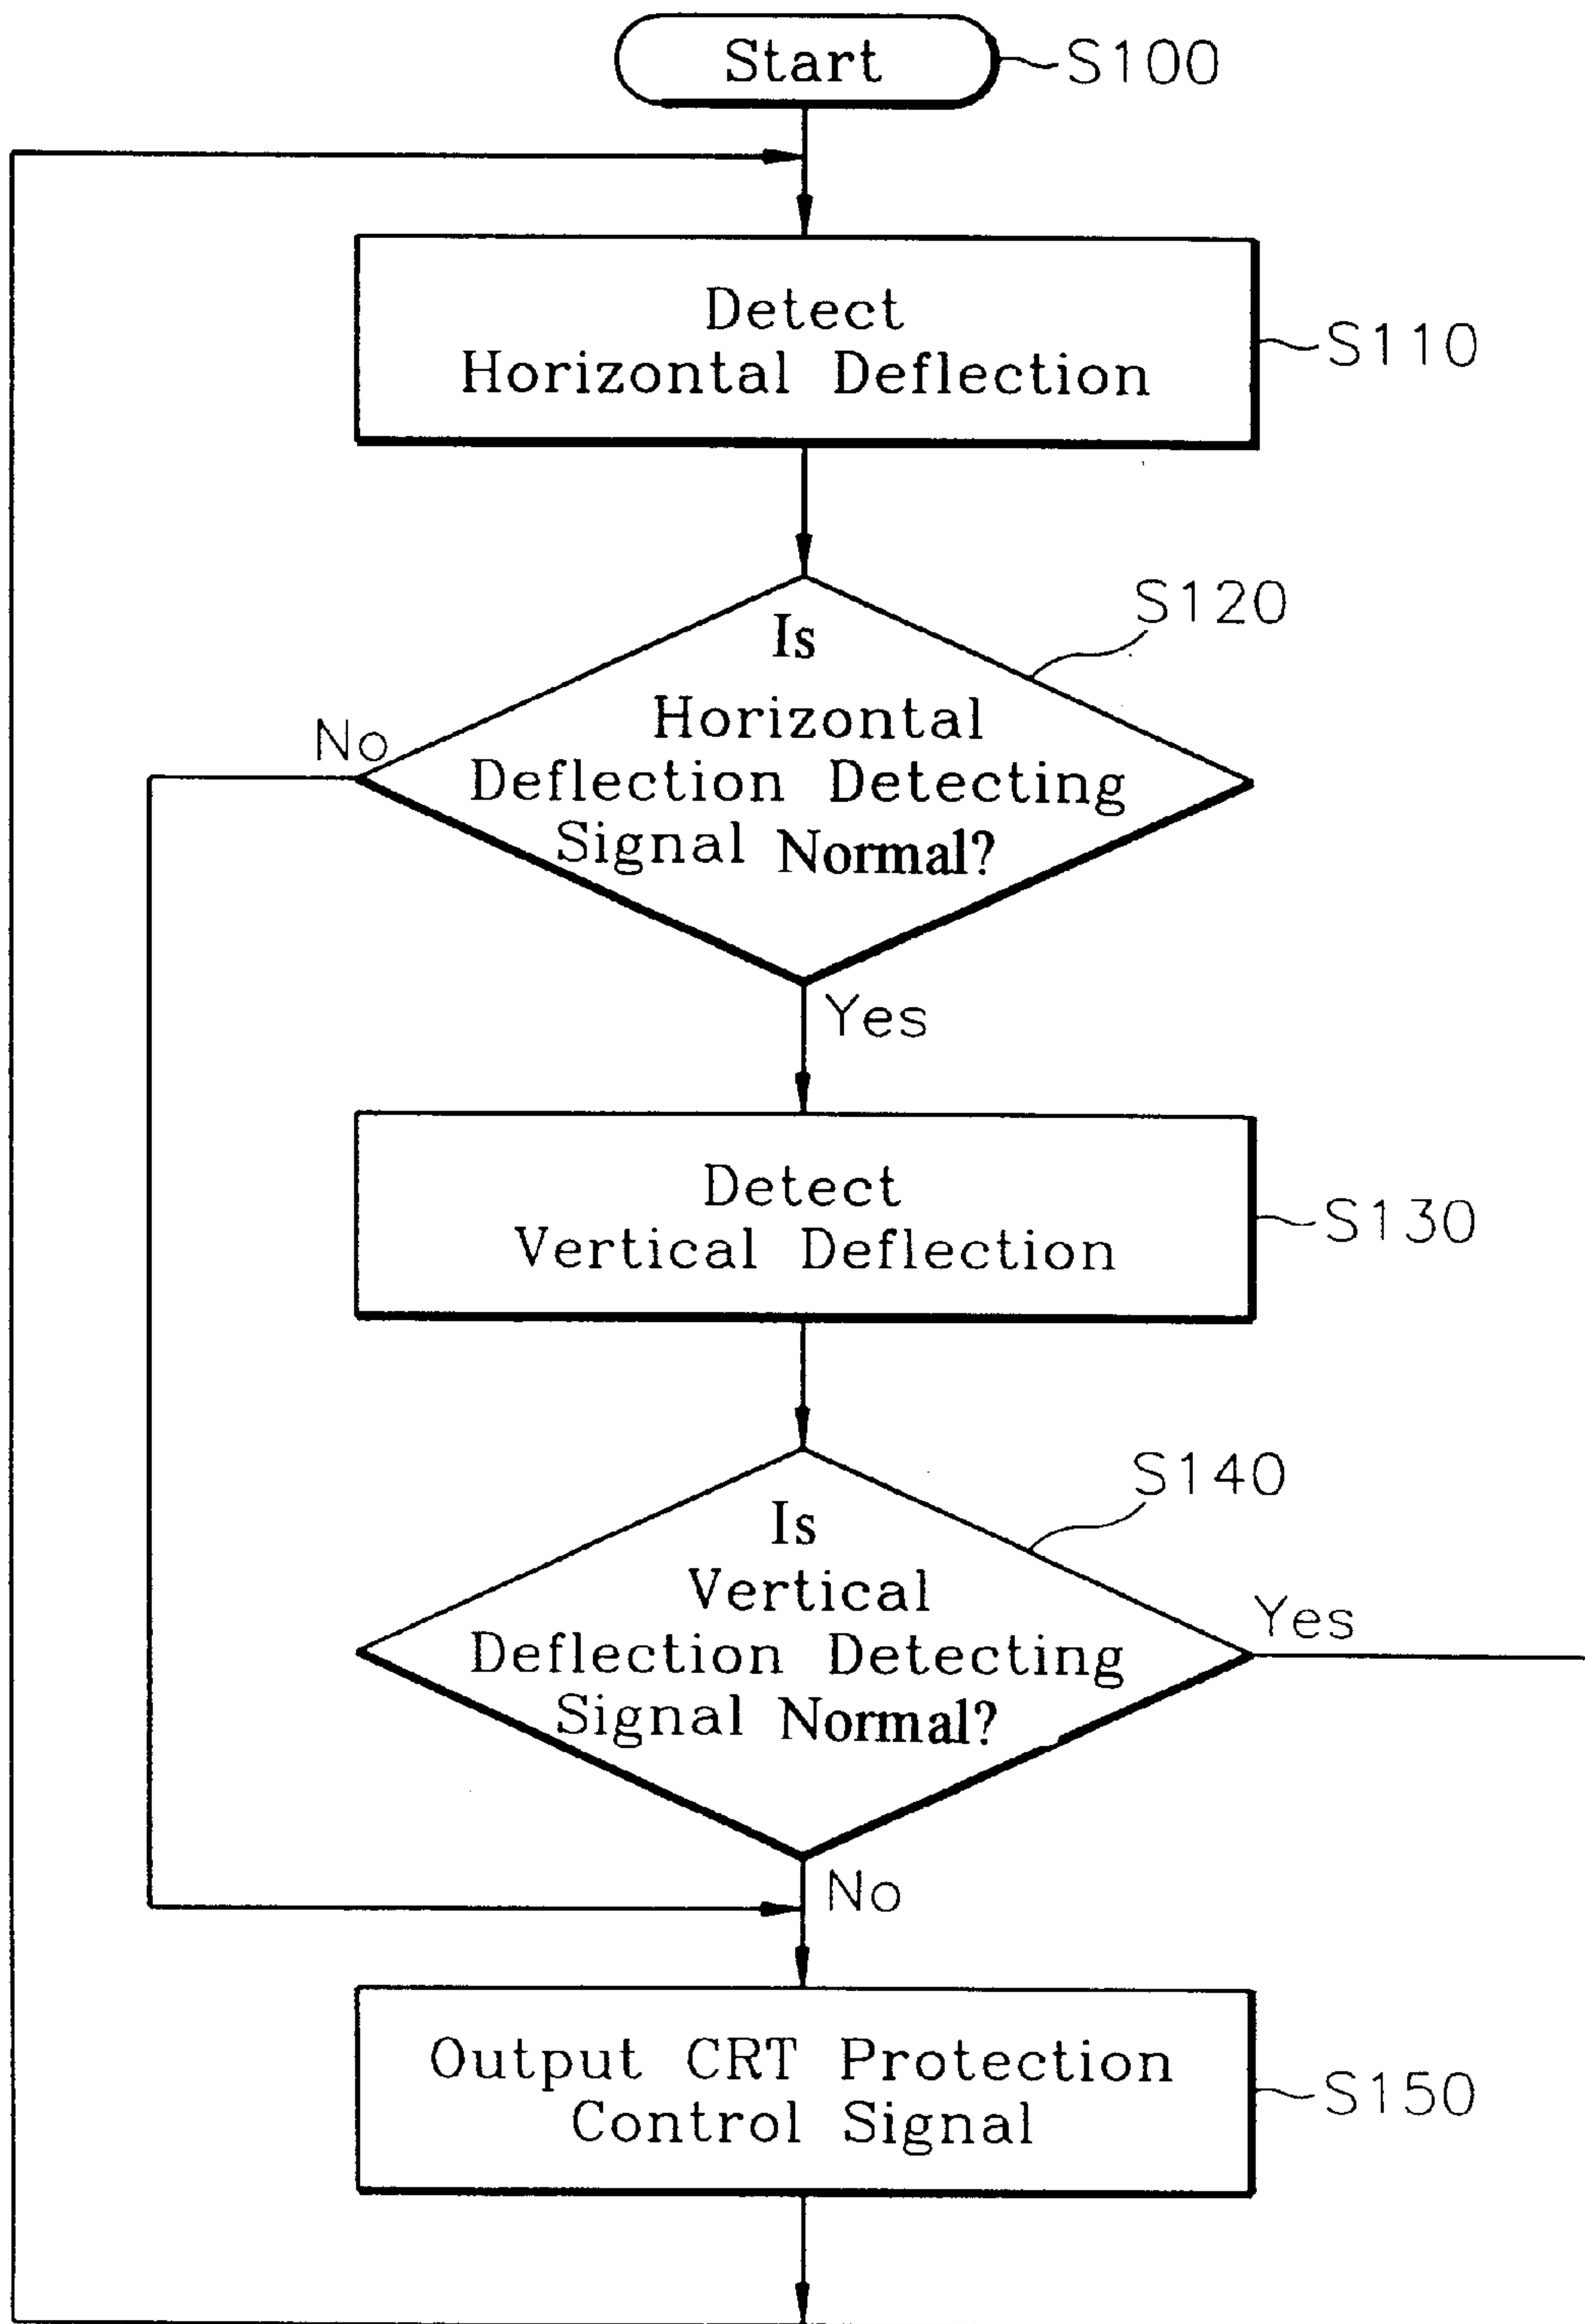 Start
S100
Detect
Horizontal Deflection
S110
S120
Is
Horizontal
Deflection Detecting
Signal Normal?
No
Yes
Detect
Vertical Deflection
S130
S140
Is
Vertical
Deflection Detecting
Signal Normal?
Yes
No
Output CRT Protection
Control Signal
S150